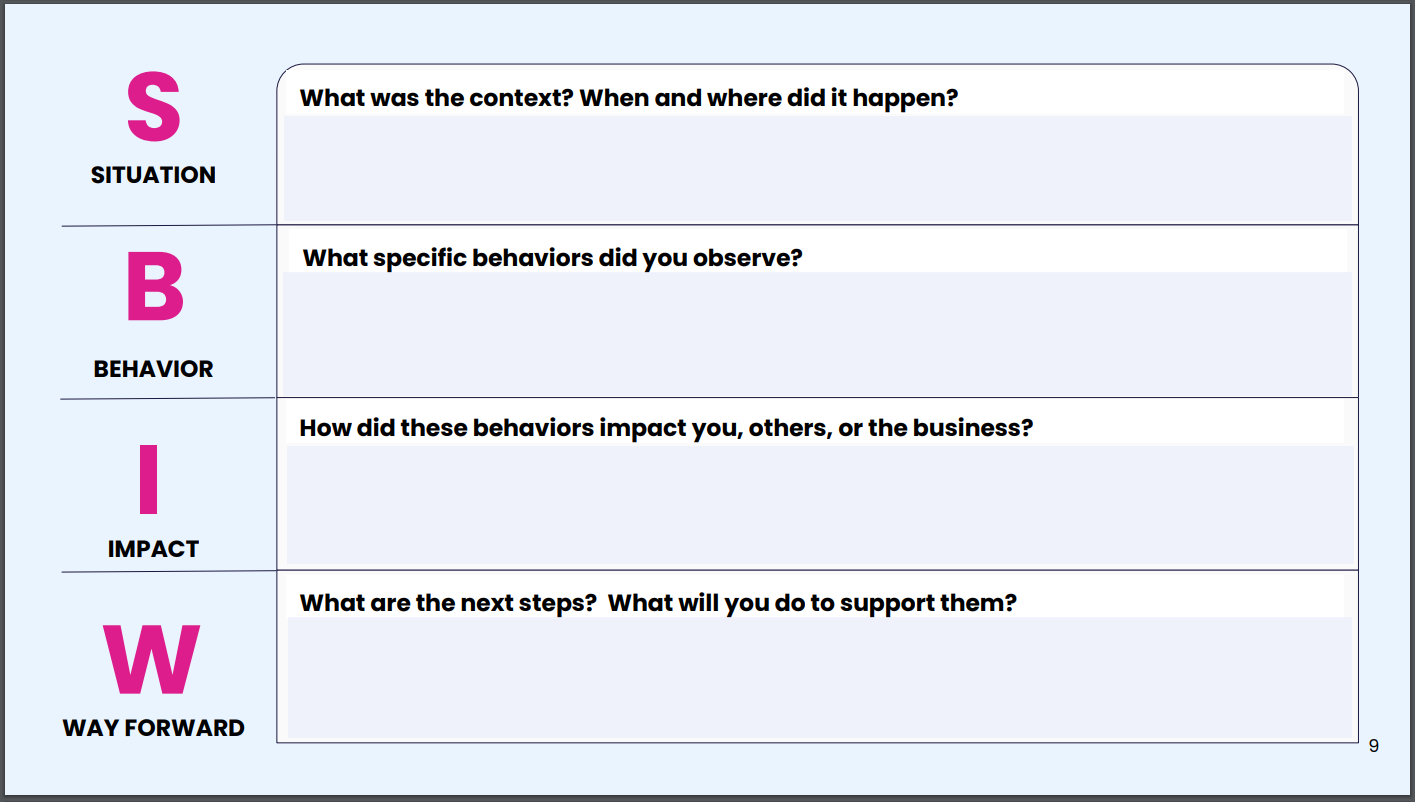 S
SITUATION
What was the context? When and where did it happen?
B
BEHAVIOR
What specific behaviors did you observe?
I
IMPACT
How did these behaviors impact you, others, or the business?
W
WAY FORWARD
What are the next steps?  What will you do to support them?
9